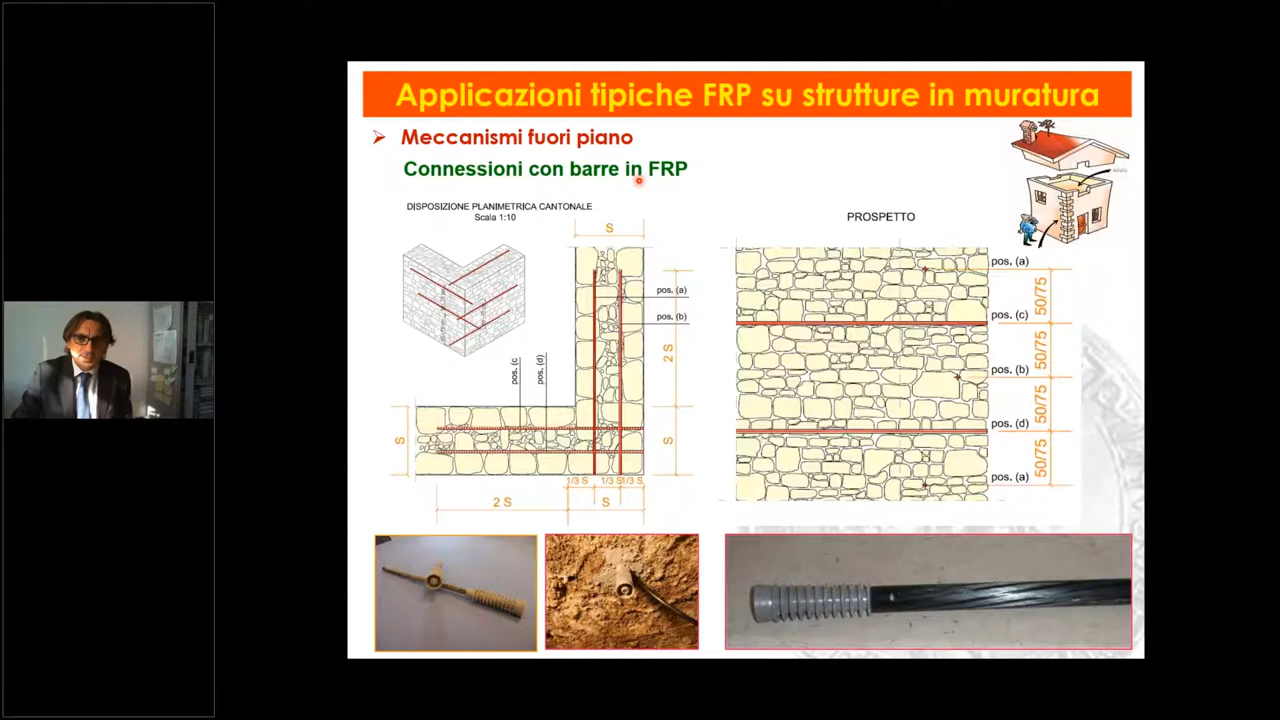 Applicazioni tipiche FRP su strutture in muratura
Meccanismi fuori piano
Connessioni con barre in FRP
DISPOSIZIONE PLANIMETRICA CANTONALE
Scala 1:10
S
pos. (a)
pos. (b)
2 S
S
pos. (c
pos. (d)
S
1/3 S
1/3 S
1/3 S
2 S
S
PROSPETTO
pos. (a)
50/75
pos. (c)
50/75
pos. (b)
50/75
pos. (d)
50/75
pos. (a)